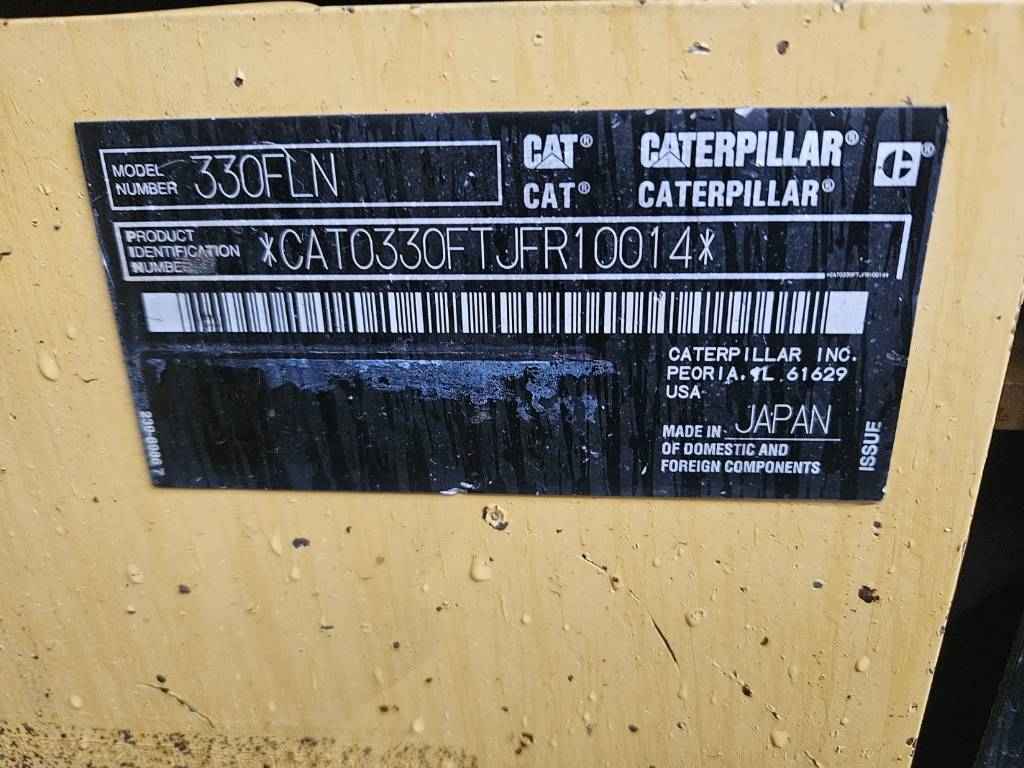 MODEL NUMBER 330FLN
CAT® CATERPILLAR®
CAT® CATERPILLAR®
PRODUCT IDENTIFICATION NUMBER *CAT0330FTJFR10014*
*CAT0330FTJFR10014*
CATERPILLAR INC.
PEORIA, IL 61629
USA
MADE IN JAPAN
OF DOMESTIC AND
FOREIGN COMPONENTS
ISSUE